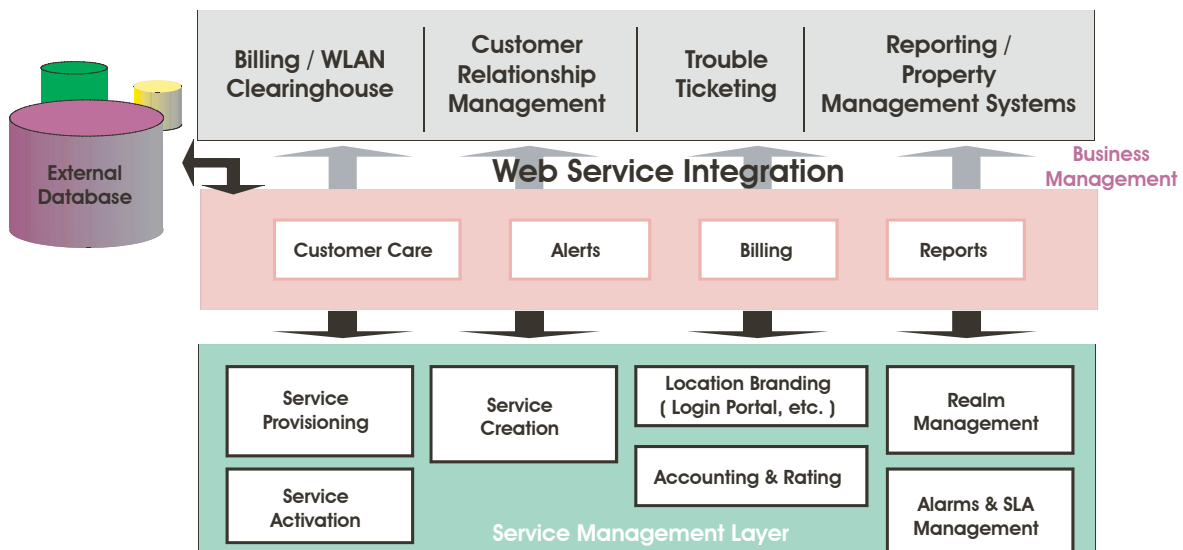 Billing / WLAN
Clearinghouse
Customer
Relationship
Management
Trouble
Ticketing
Reporting /
Property
Management Systems
External
Database
Web Service Integration
Business
Management
Customer Care
Alerts
Billing
Reports
Service
Provisioning
Service
Creation
Location Branding
( Login Portal, etc. )
Realm
Management
Service
Activation
Accounting & Rating
Alarms & SLA
Management
Service Management Layer